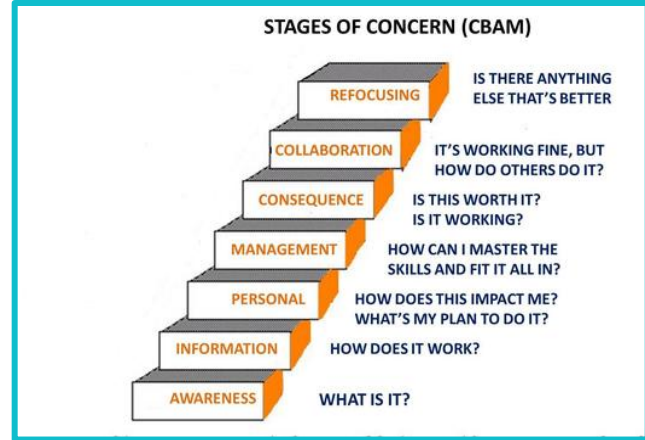 STAGES OF CONCERN (CBAM)
REFOCUSING
IS THERE ANYTHING
ELSE THAT'S BETTER
COLLABORATION
IT'S WORKING FINE, BUT
HOW DO OTHERS DO IT?
CONSEQUENCE
IS THIS WORTH IT?
IS IT WORKING?
MANAGEMENT
HOW CAN I MASTER THE
SKILLS AND FIT IT ALL IN?
PERSONAL
HOW DOES THIS IMPACT ME?
WHAT'S MY PLAN TO DO IT?
INFORMATION
HOW DOES IT WORK?
AWARENESS
WHAT IS IT?